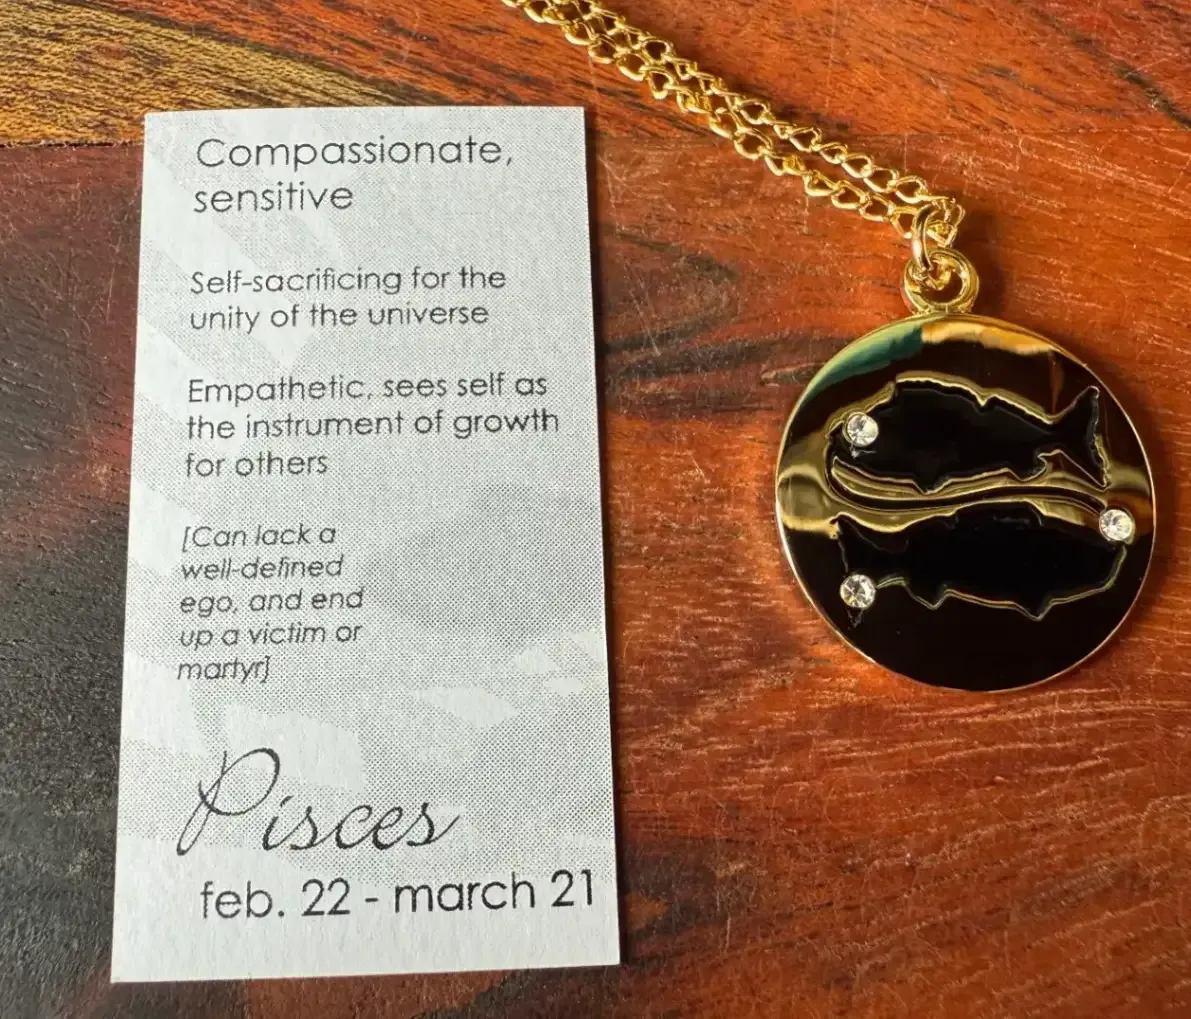 Compassionate,
sensitive
Self-sacrificing for the
unity of the universe
Empathetic, sees self as
the instrument of growth
for others
[Can lack a
well-defined
ego, and end
up a victim or
martyr]
Pisces
feb. 22 - march 21